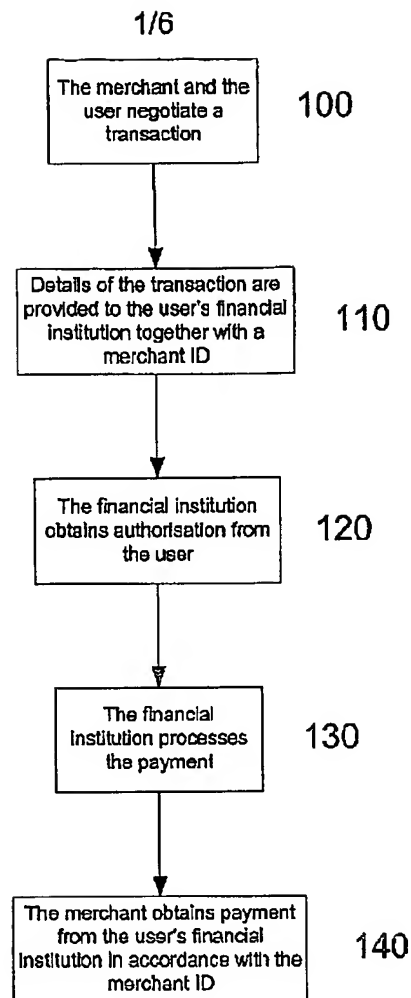 1/6
The merchant and the
user negotiate a
transaction
100
Details of the transaction are
provided to the user's financial
institution together with a
merchant ID
110
The financial institution
obtains authorisation from
the user
120
The financial
institution processes
the payment
130
The merchant obtains payment
from the user's financial
institution in accordance with the
merchant ID
140